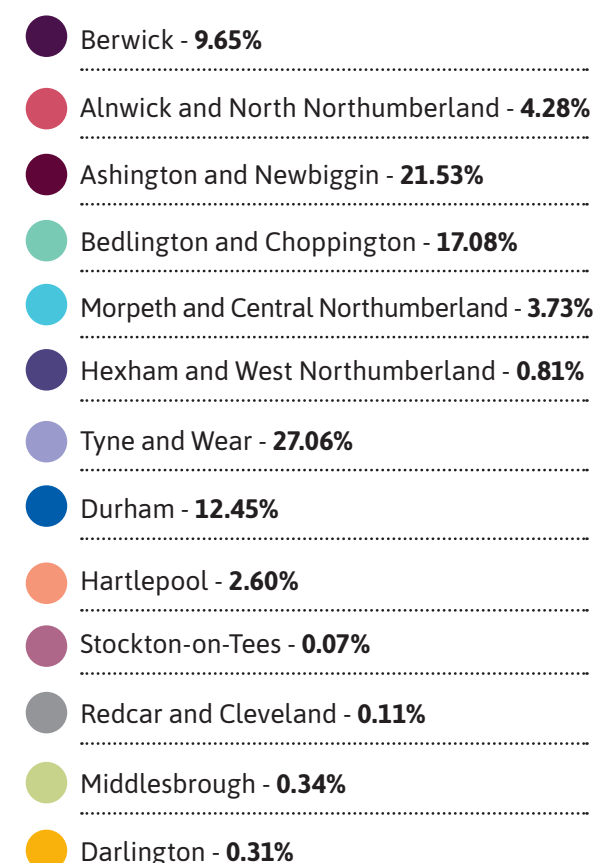 Berwick - 9.65%
Alnwick and North Northumberland - 4.28%
Ashington and Newbiggin - 21.53%
Bedlington and Choppington - 17.08%
Morpeth and Central Northumberland - 3.73%
Hexham and West Northumberland - 0.81%
Tyne and Wear - 27.06%
Durham - 12.45%
Hartlepool - 2.60%
Stockton-on-Tees - 0.07%
Redcar and Cleveland - 0.11%
Middlesbrough - 0.34%
Darlington - 0.31%